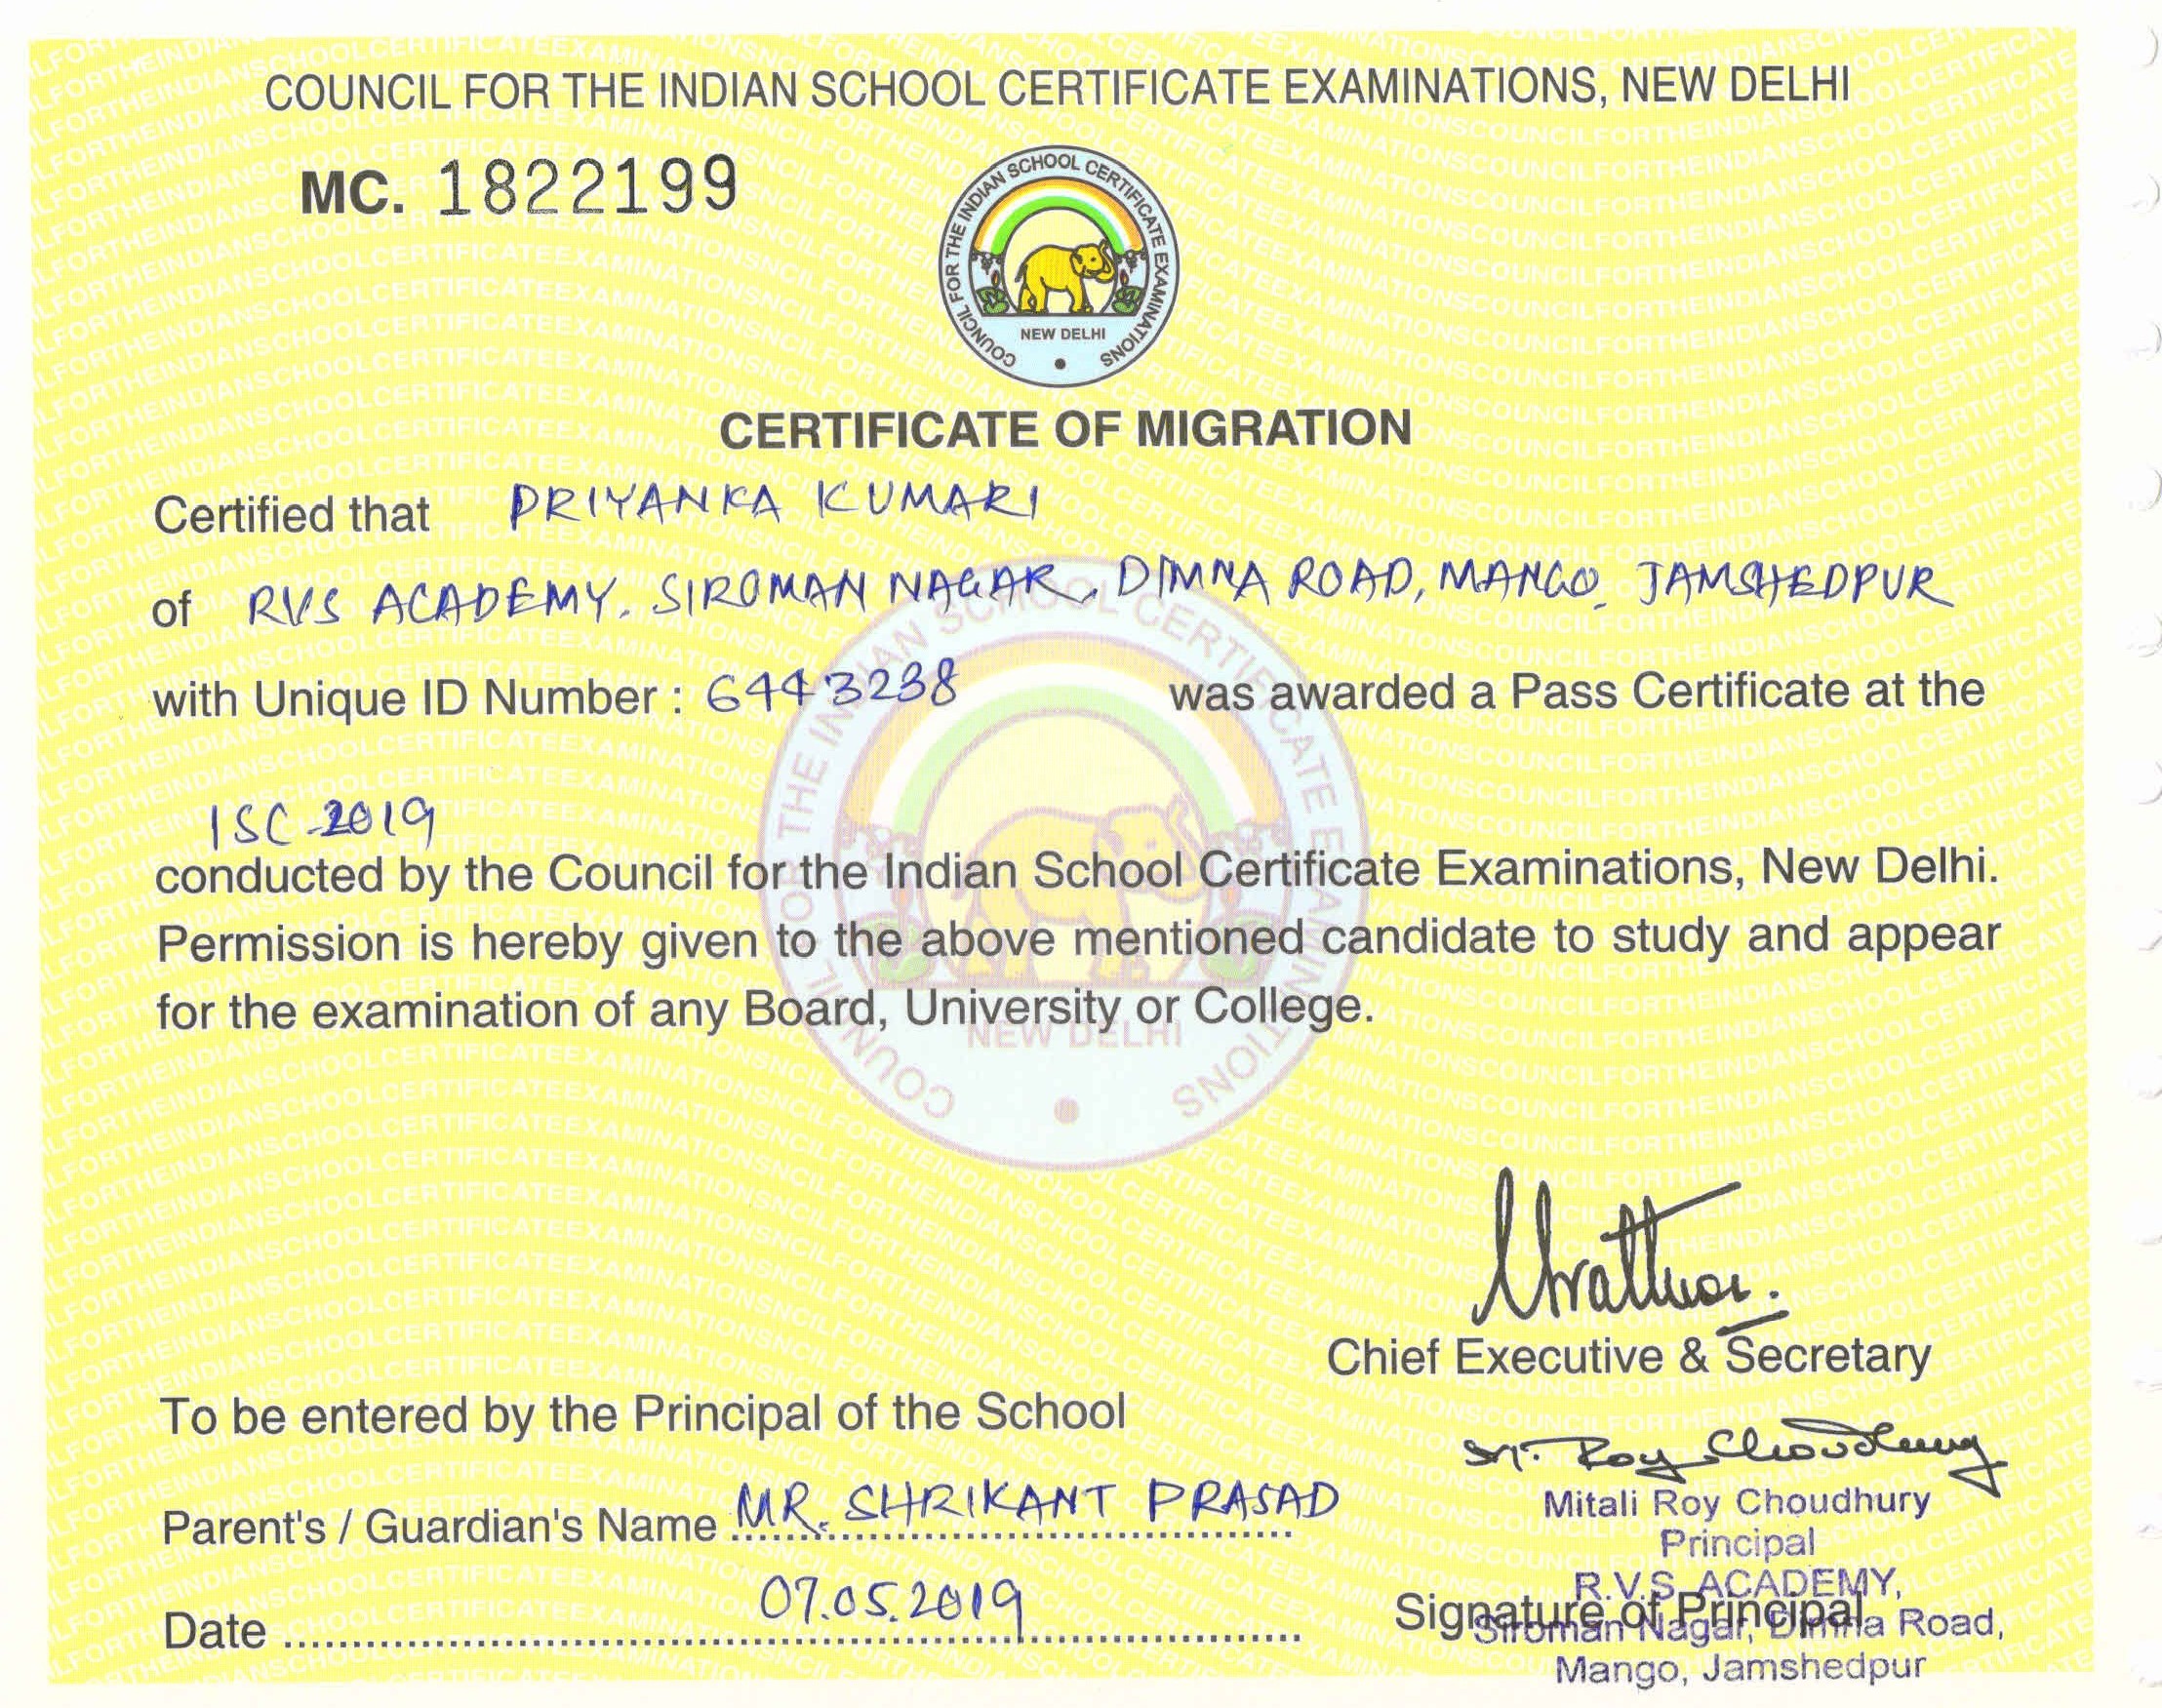 COUNCIL FOR THE INDIAN SCHOOL CERTIFICATE EXAMINATIONS, NEW DELHI
MC. 1822199
COUNCIL FOR THE INDIAN SCHOOL CERTIFICATE EXAMINATIONS
NEW DELHI
CERTIFICATE OF MIGRATION
Certified that PRIYANKA KUMARI
of RVS ACADEMY, SIROMAN NAGAR, DIMNA ROAD, MANGO, JAMSHEDPUR
with Unique ID Number : 6443238 was awarded a Pass Certificate at the
ISC-2019
conducted by the Council for the Indian School Certificate Examinations, New Delhi.
Permission is hereby given to the above mentioned candidate to study and appear
for the examination of any Board, University or College.
Chief Executive & Secretary
To be entered by the Principal of the School
M. Roy Choudhury
Parent's / Guardian's Name MR. SHRIKANT PRASAD
Mitali Roy Choudhury
Principal
R.V.S. ACADEMY,
Date 07.05.2019
Signature of Principal
Siroman Nagar, Dimna Road,
Mango, Jamshedpur